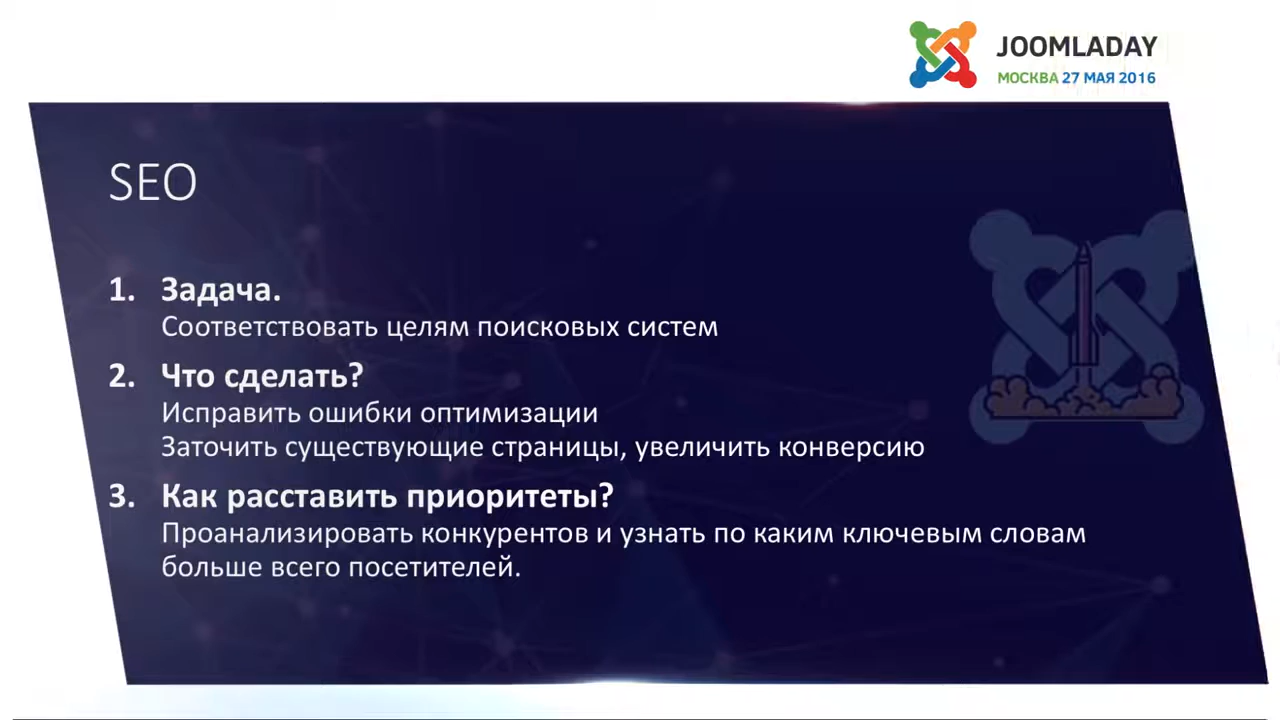 JOOMLADAY
МОСКВА 27 МАЯ 2016
SEO
1. Задача.
Соответствовать целям поисковых систем
2. Что сделать?
Исправить ошибки оптимизации
Заточить существующие страницы, увеличить конверсию
3. Как расставить приоритеты?
Проанализировать конкурентов и узнать по каким ключевым словам
больше всего посетителей.